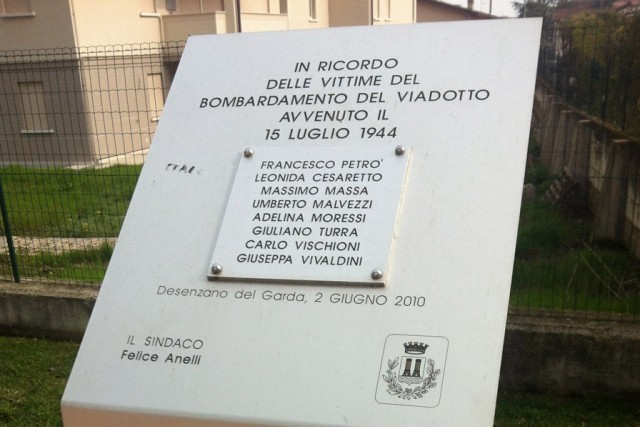 IN RICORDO
DELLE VITTIME DEL
BOMBARDAMENTO DEL VIADOTTO
AVVENUTO IL
15 LUGLIO 1944
FRANCESCO PETRO'
LEONIDA CESARETTO
MASSIMO MASSA
UMBERTO MALVEZZI
ADELINA MORESSI
GIULIANO TURRA
CARLO VISCHIONI
GIUSEPPA VIVALDINI
Desenzano del Garda, 2 GIUGNO 2010
IL SINDACO
Felice Anelli